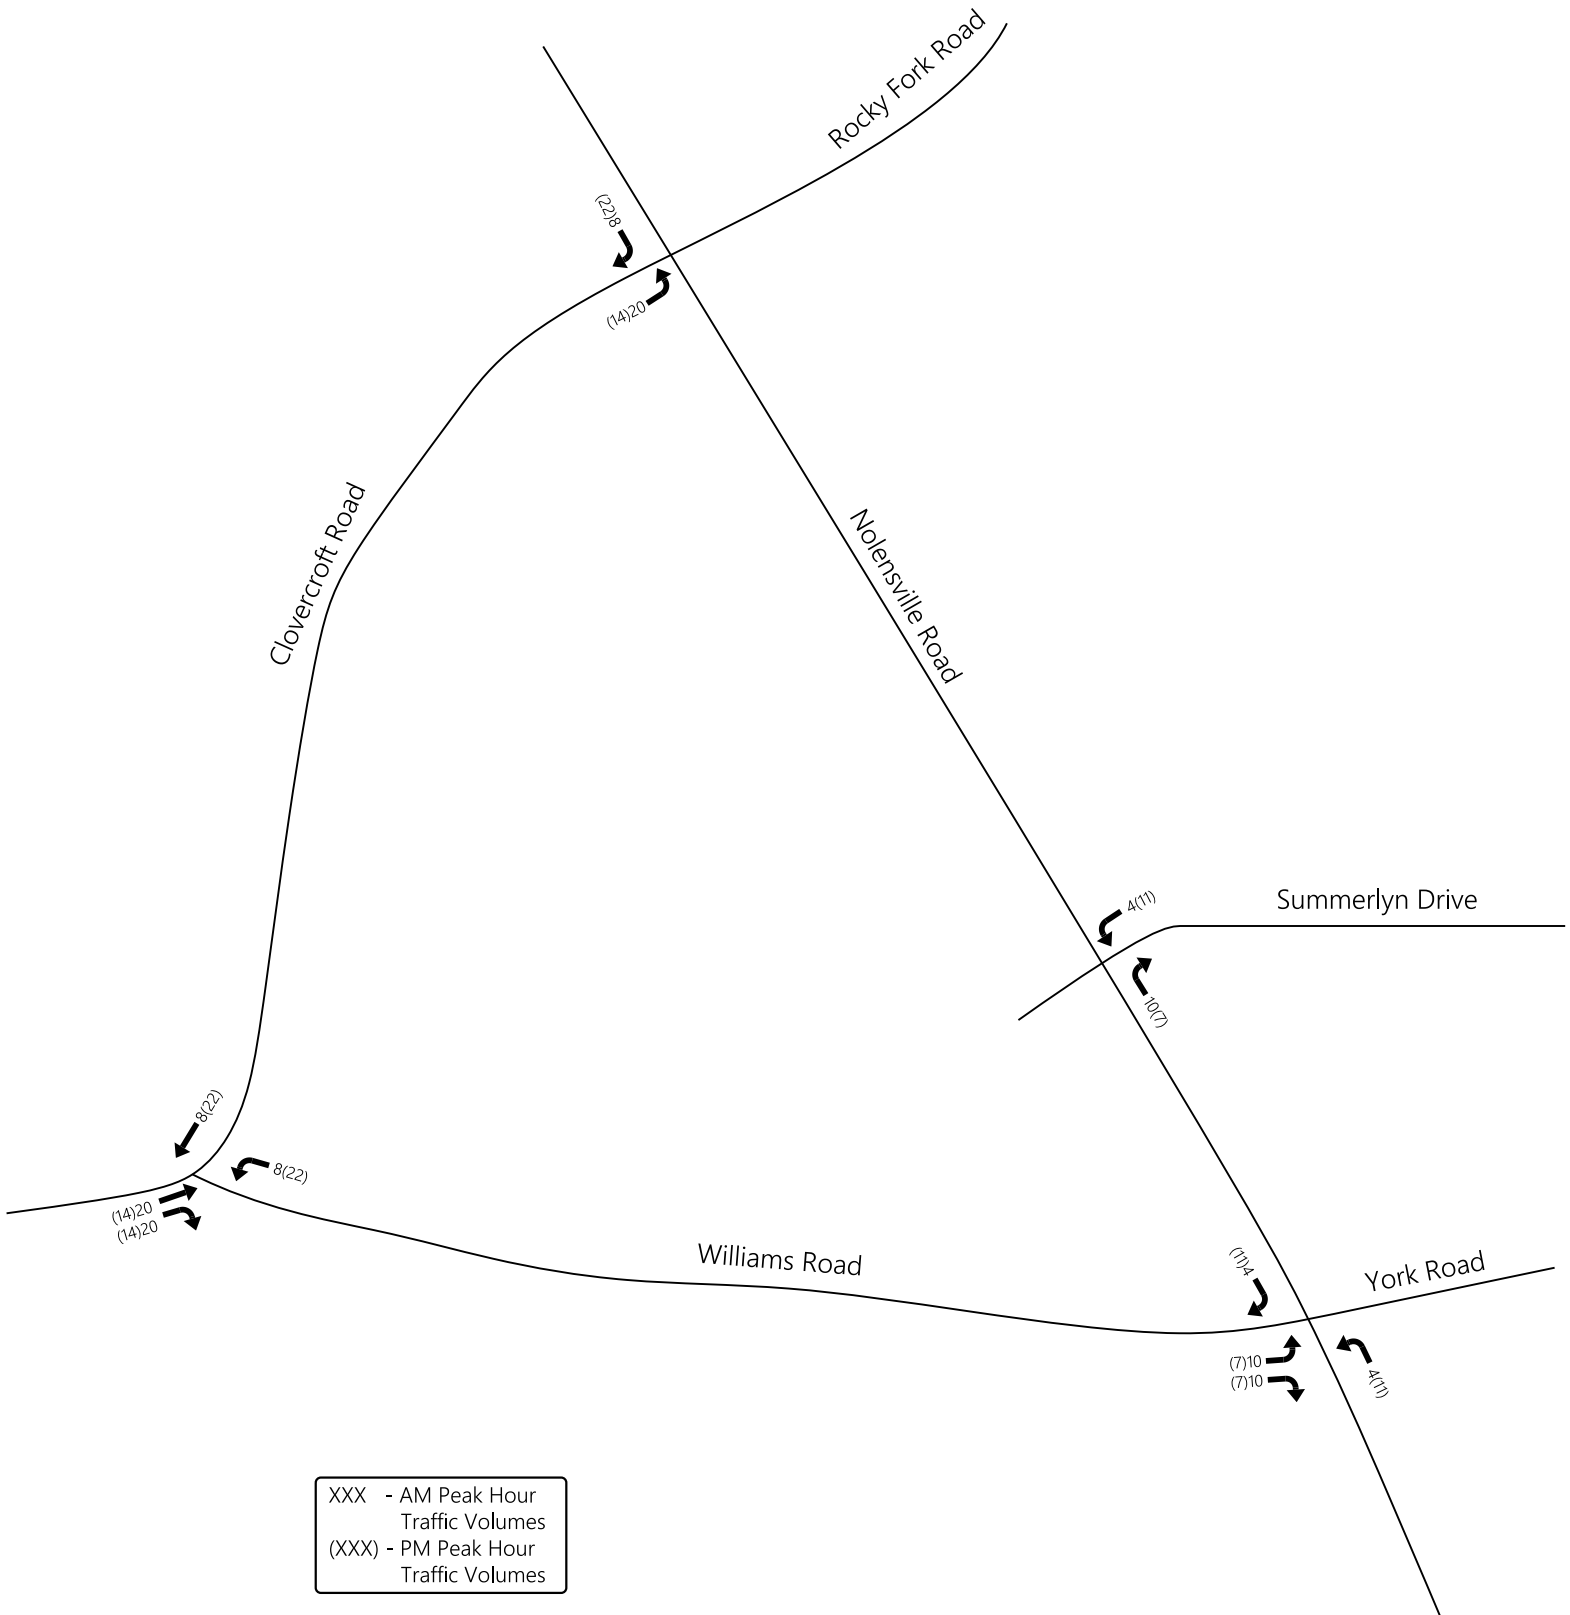 Rocky Fork Road
(22)8
(14)20
Clovercroft Road
Nolensville Road
Summerlyn Drive
4(11)
10(7)
8(22)
8(22)
(14)20
(14)20
Williams Road
York Road
(11)4
(7)10
(7)10
4(11)
XXX - AM Peak Hour
Traffic Volumes
(XXX) - PM Peak Hour
Traffic Volumes